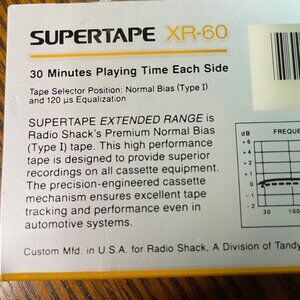 SUPERTAPE XR-60
30 Minutes Playing Time Each Side
Tape Selector Position: Normal Bias (Type I)
and 120 µs Equalization
SUPERTAPE EXTENDED RANGE is
Radio Shack's Premium Normal Bias
(Type I) tape. This high performance
tape is designed to provide superior
recordings on all cassette equipment.
The precision-engineered cassette
mechanism ensures excellent tape
tracking and performance even in
automotive systems.
FREQUE
dB
+6
+4
+2
0
-2
-4
-6
30 100
Custom Mfd. in U.S.A. for Radio Shack, A Division of Tandy